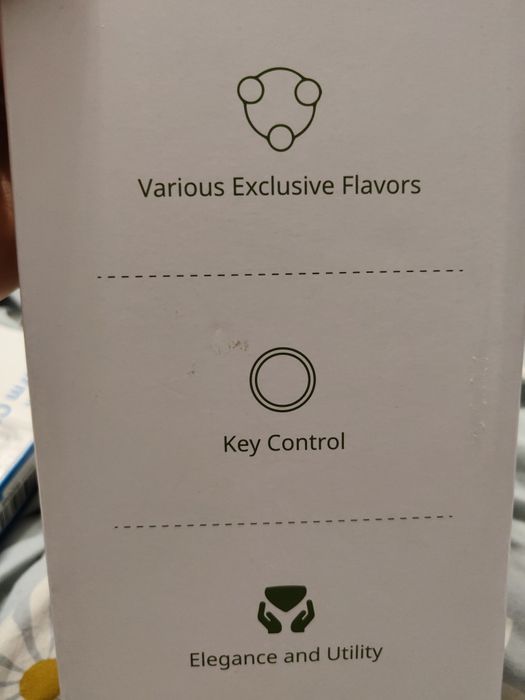 Various Exclusive Flavors
Key Control
Elegance and Utility